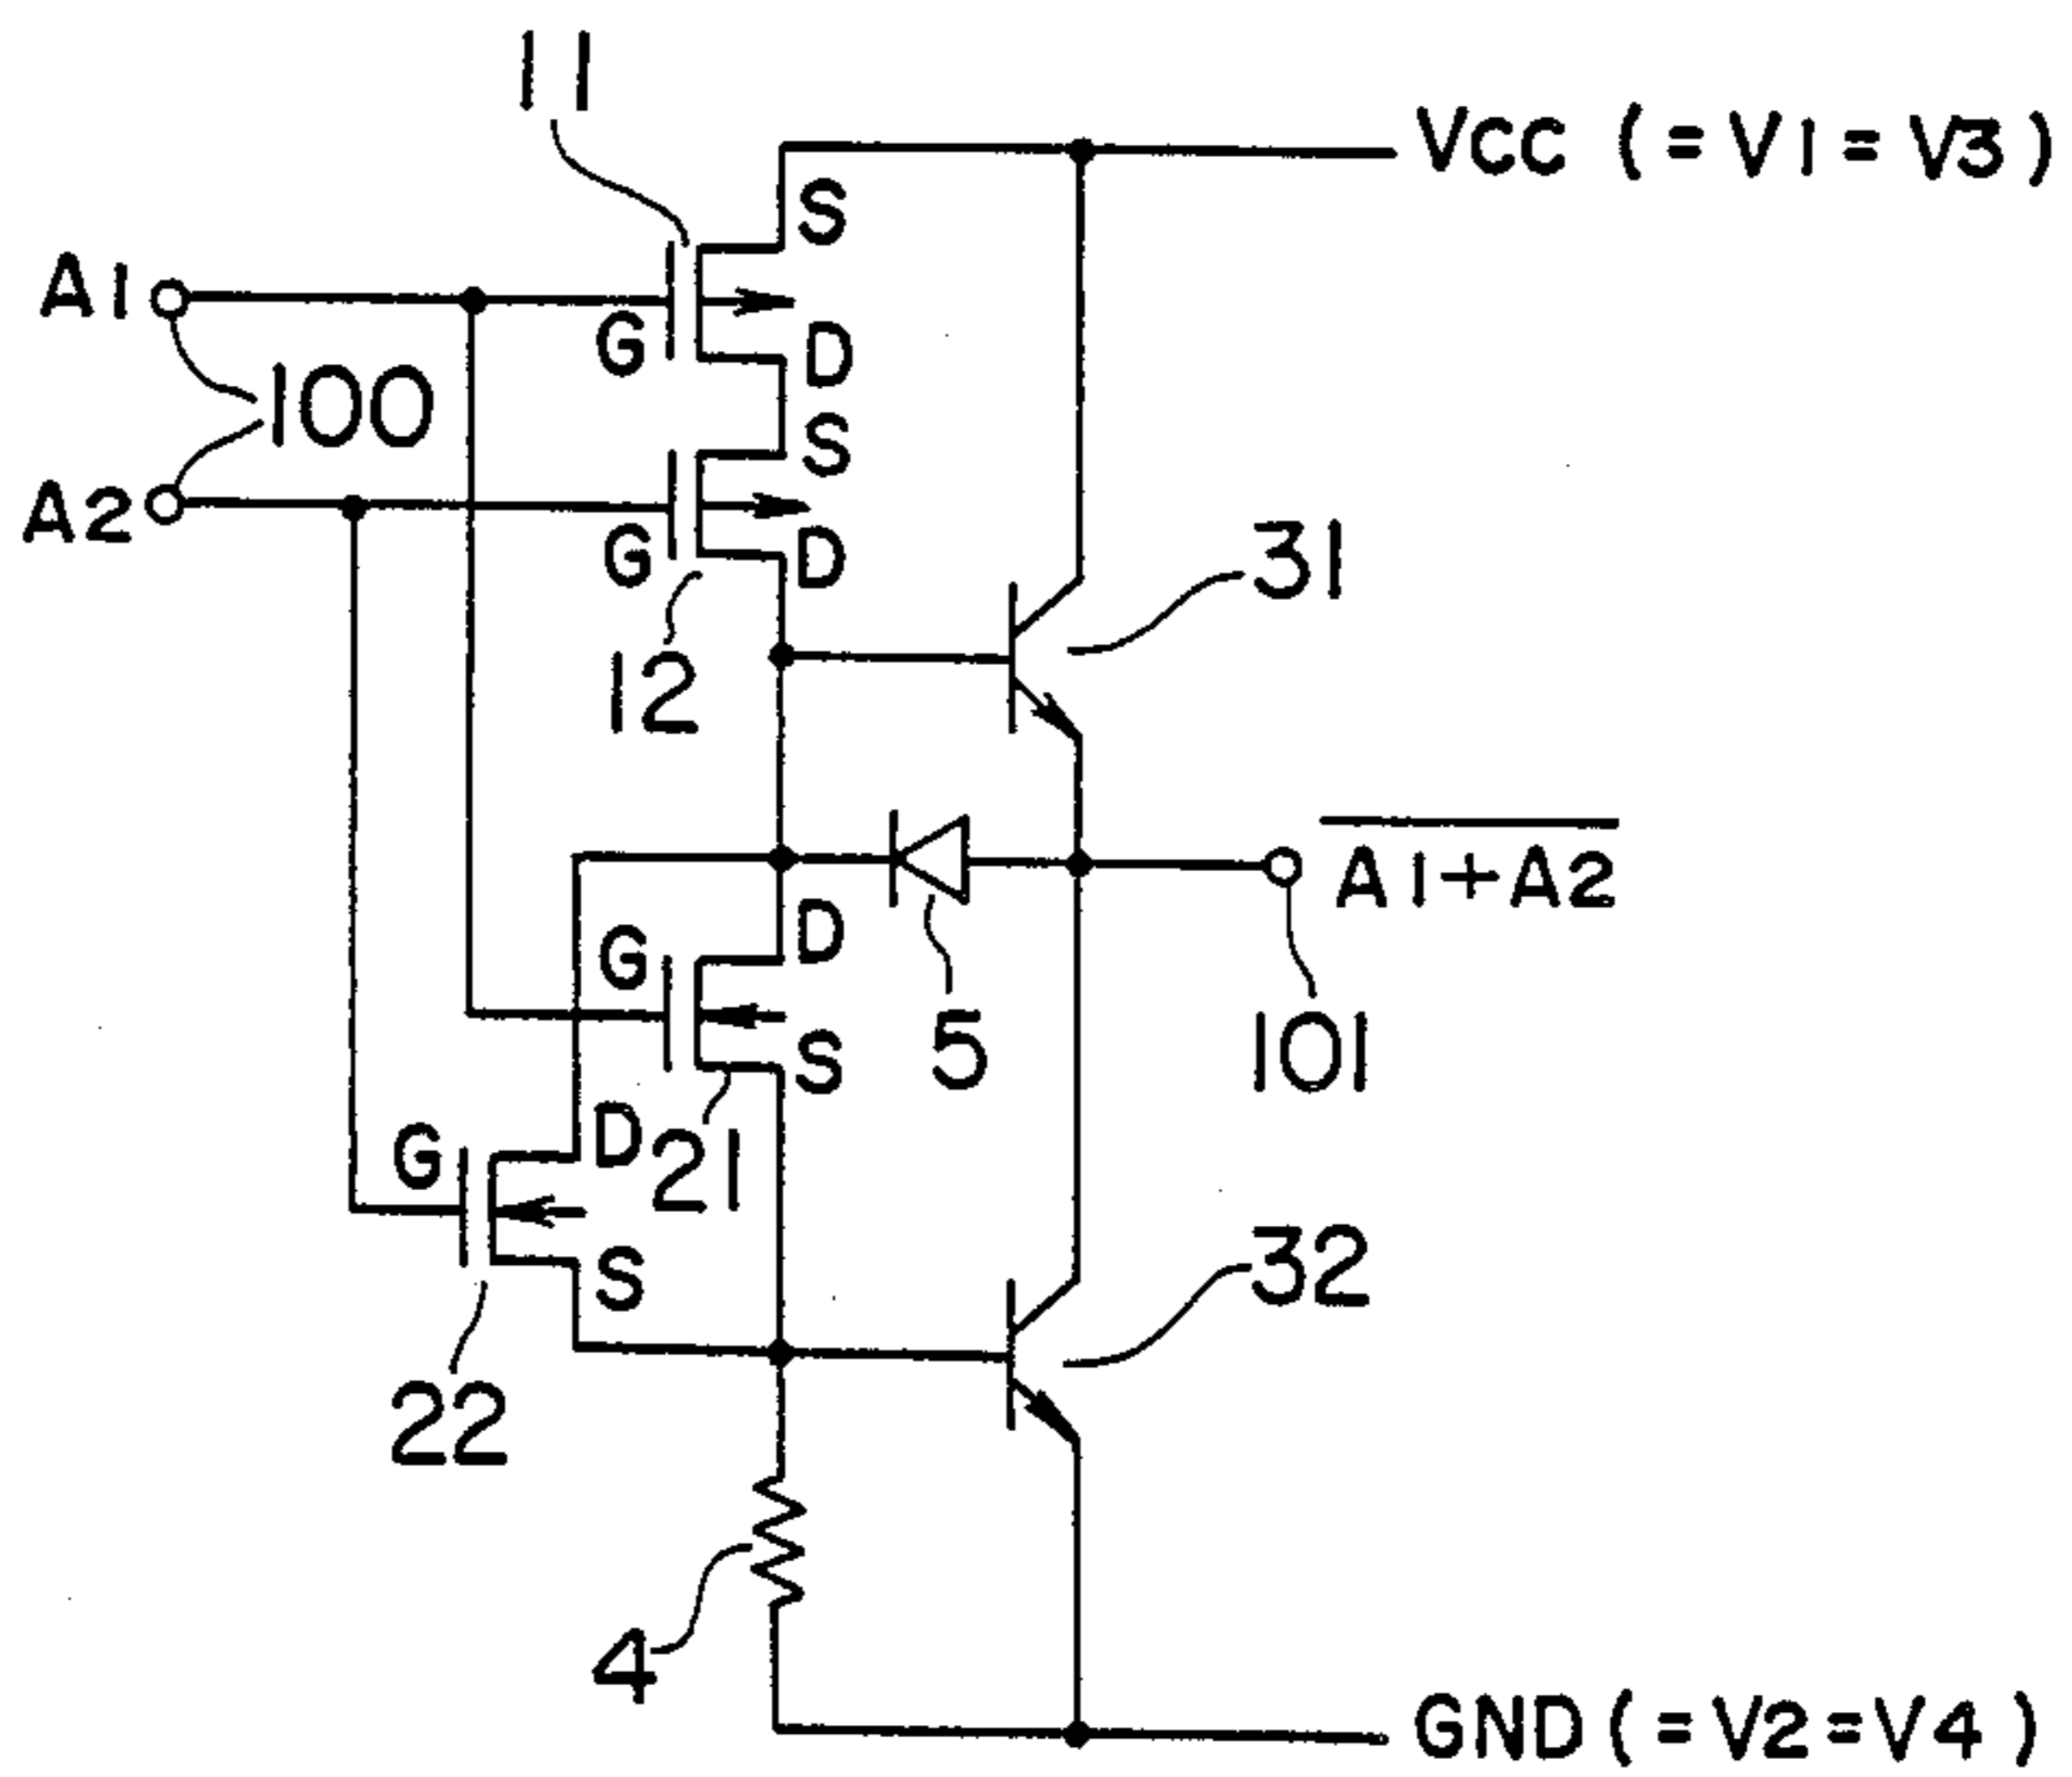 11
VCC (=V1=V3)
S
A1
G
D
100
S
A2
G
D
31
12
A1+A2
D
G
S
5
101
D
G
21
S
32
22
4
GND(=V2=V4)